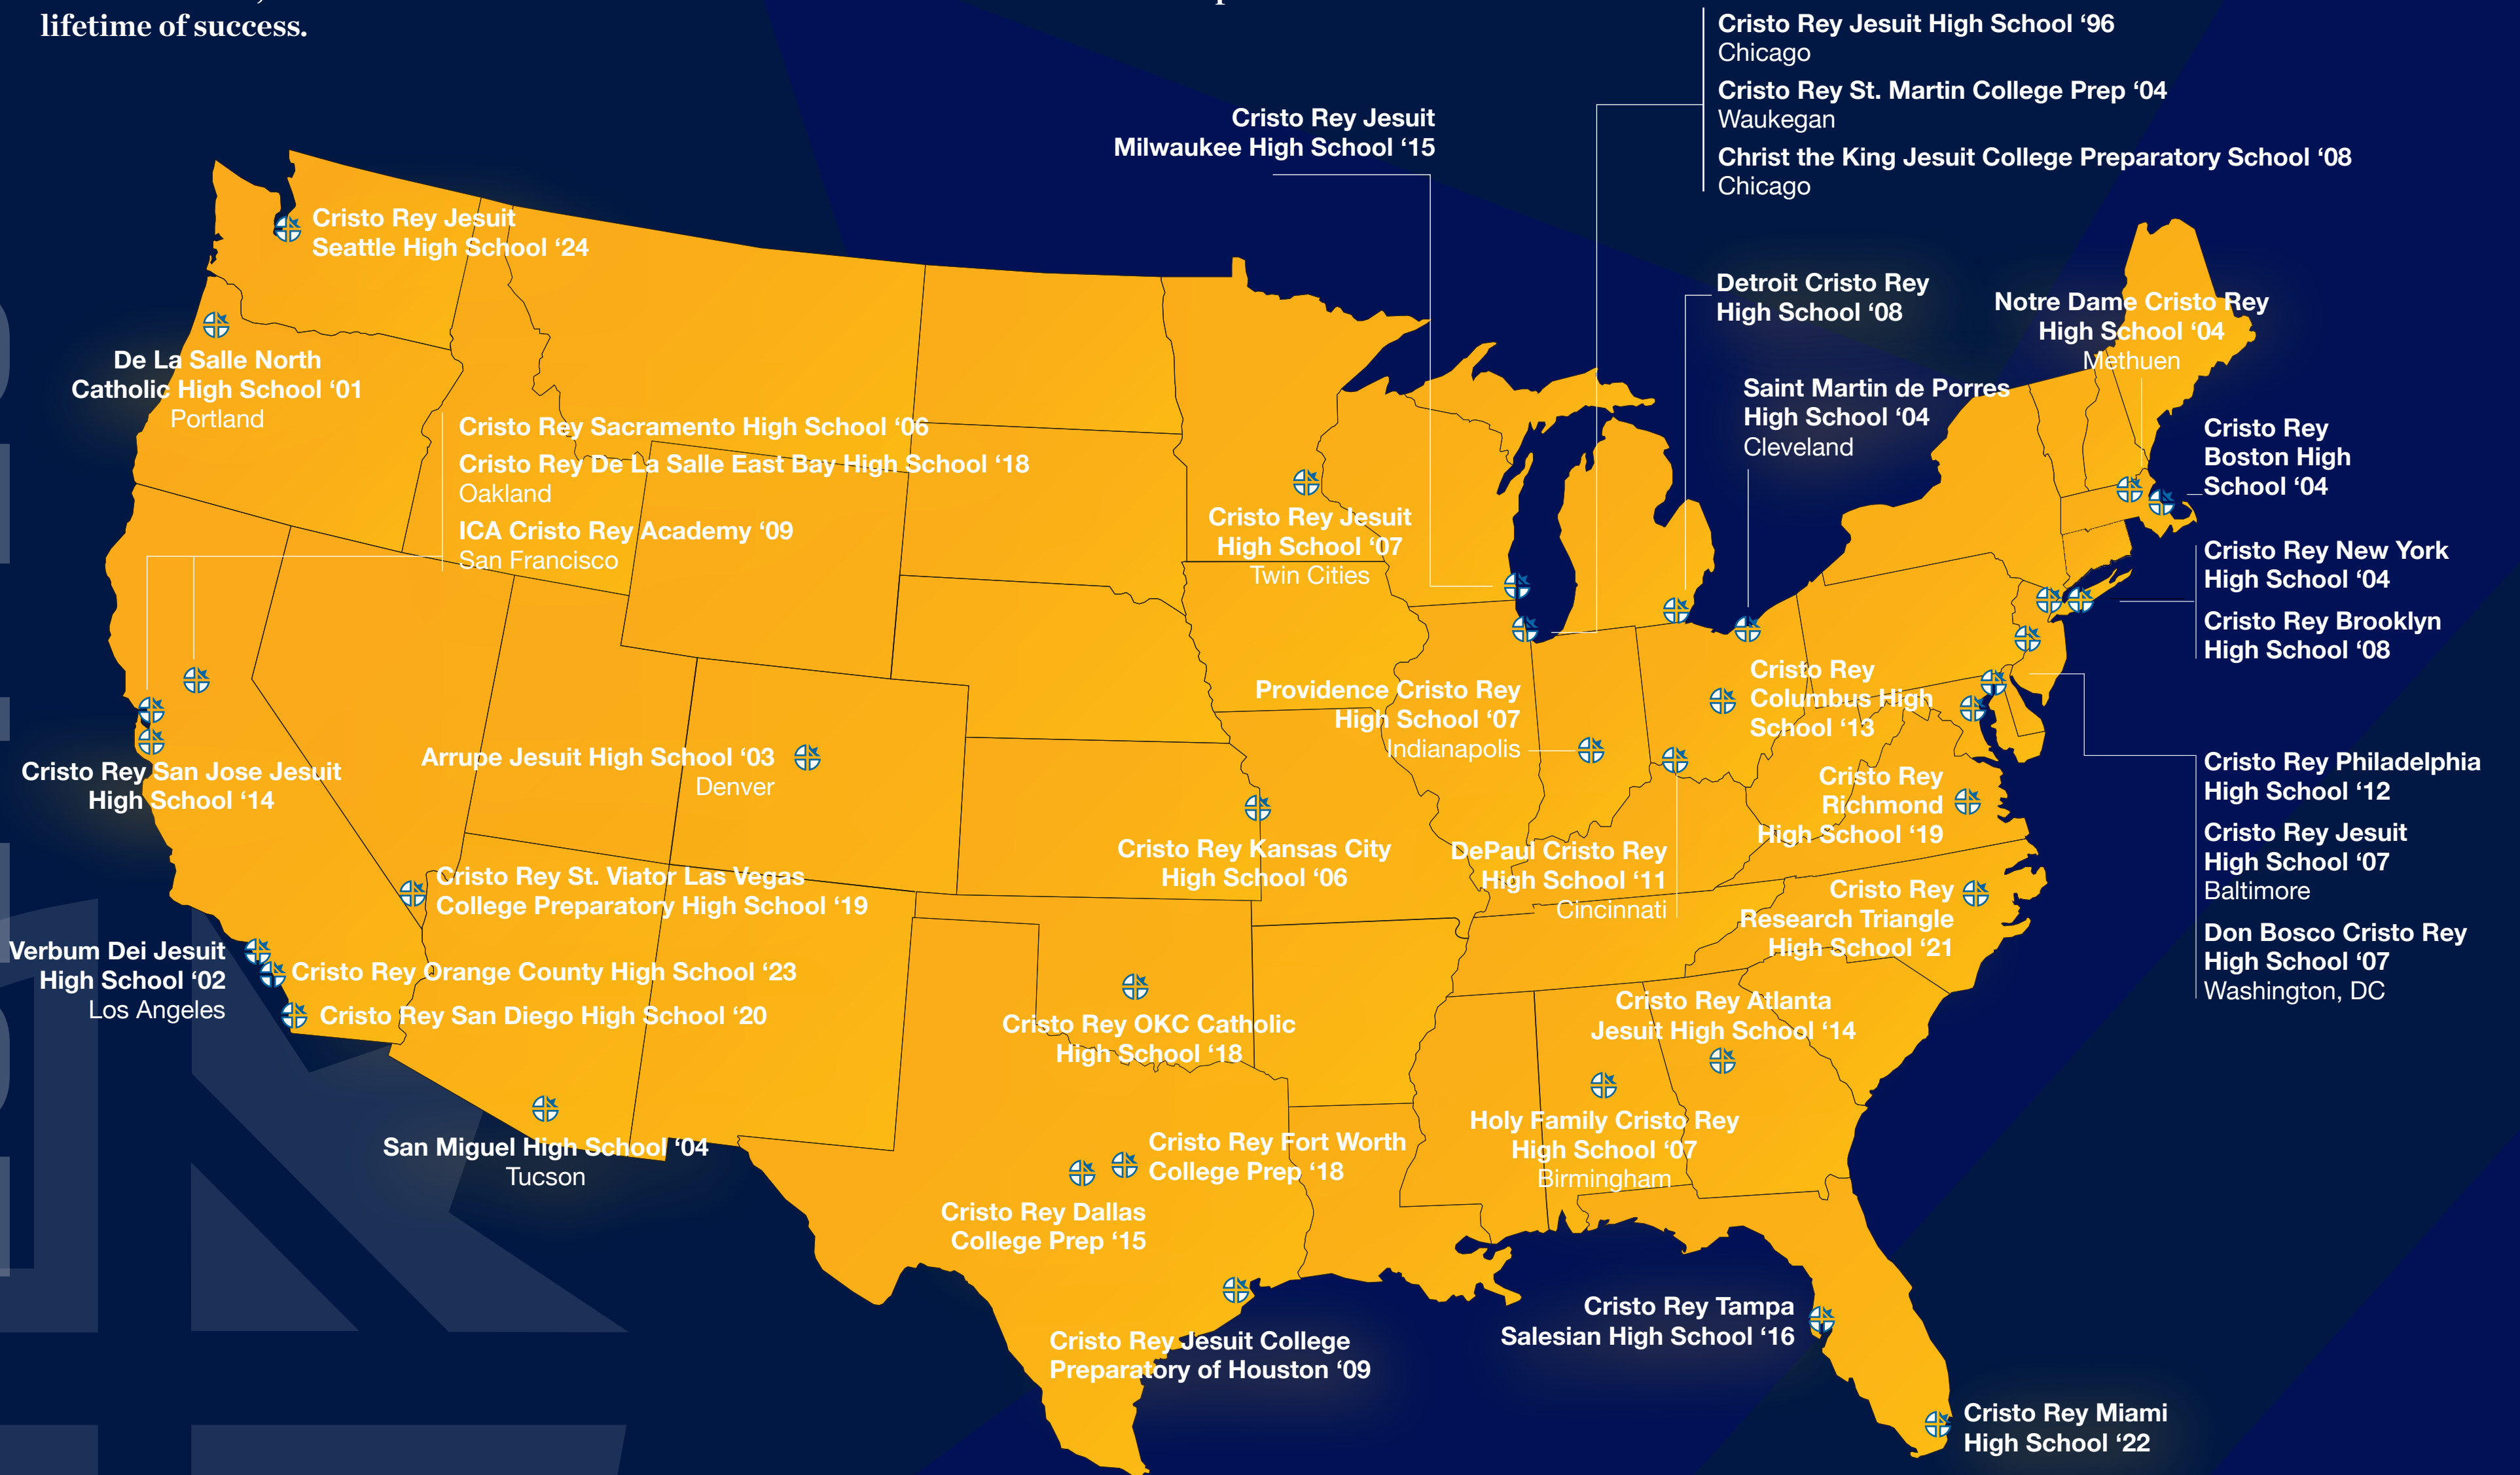 lifetime of success.
Cristo Rey Jesuit High School ‘96
Chicago
Cristo Rey St. Martin College Prep ‘04
Waukegan
Christ the King Jesuit College Preparatory School ‘08
Chicago
Cristo Rey Jesuit
Milwaukee High School ‘15
Cristo Rey Jesuit
Seattle High School ‘24
Detroit Cristo Rey
High School ‘08
Notre Dame Cristo Rey
High School ‘04
Methuen
De La Salle North
Catholic High School ‘01
Portland
Saint Martin de Porres
High School ‘04
Cleveland
Cristo Rey
Boston High
School ‘04
Cristo Rey Sacramento High School ‘06
Cristo Rey De La Salle East Bay High School ‘18
Oakland
ICA Cristo Rey Academy ‘09
San Francisco
Cristo Rey Jesuit
High School ‘07
Twin Cities
Cristo Rey New York
High School ‘04
Cristo Rey Brooklyn
High School ‘08
Providence Cristo Rey
High School ‘07
Indianapolis
Cristo Rey
Columbus High
School ‘13
Cristo Rey San Jose Jesuit
High School ‘14
Arrupe Jesuit High School ‘03
Denver
Cristo Rey
Richmond
High School ‘19
Cristo Rey Philadelphia
High School ‘12
Cristo Rey Jesuit
High School ‘07
Baltimore
Don Bosco Cristo Rey
High School ‘07
Washington, DC
Cristo Rey Kansas City
High School ‘06
DePaul Cristo Rey
High School ‘11
Cincinnati
Cristo Rey St. Viator Las Vegas
College Preparatory High School ‘19
Cristo Rey
Research Triangle
High School ‘21
Verbum Dei Jesuit
High School ‘02
Los Angeles
Cristo Rey Orange County High School ‘23
Cristo Rey San Diego High School ‘20
Cristo Rey OKC Catholic
High School ‘18
Cristo Rey Atlanta
Jesuit High School ‘14
Holy Family Cristo Rey
High School ‘07
Birmingham
San Miguel High School ‘04
Tucson
Cristo Rey Fort Worth
College Prep ‘18
Cristo Rey Dallas
College Prep ‘15
Cristo Rey Jesuit College
Preparatory of Houston ‘09
Cristo Rey Tampa
Salesian High School ‘16
Cristo Rey Miami
High School ‘22